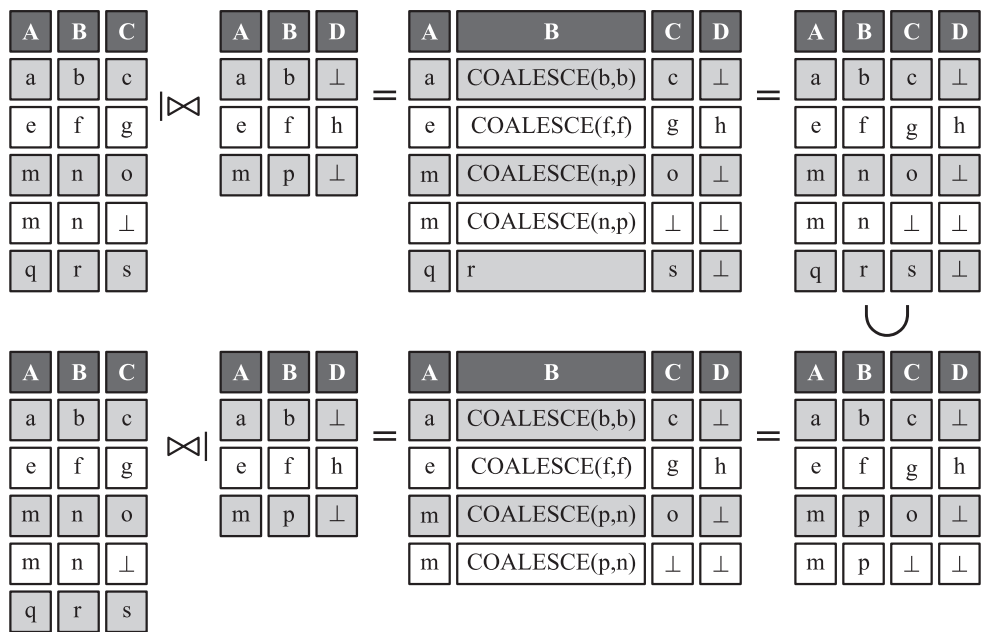 A B C A B D A B C D A B C D
a b c a b ⊥ a COALESCE(b,b) c ⊥ a b c ⊥
|⋈ = =
e f g e f h e COALESCE(f,f) g h e f g h
m n o m p ⊥ m COALESCE(n,p) o ⊥ m n o ⊥
m n ⊥ m COALESCE(n,p) ⊥ ⊥ m n ⊥ ⊥
q r s q r s ⊥ q r s ⊥
∪
A B C A B D A B C D A B C D
a b c a b ⊥ a COALESCE(b,b) c ⊥ a b c ⊥
⋈| = =
e f g e f h e COALESCE(f,f) g h e f g h
m n o m p ⊥ m COALESCE(p,n) o ⊥ m p o ⊥
m n ⊥ m COALESCE(p,n) ⊥ ⊥ m p ⊥ ⊥
q r s